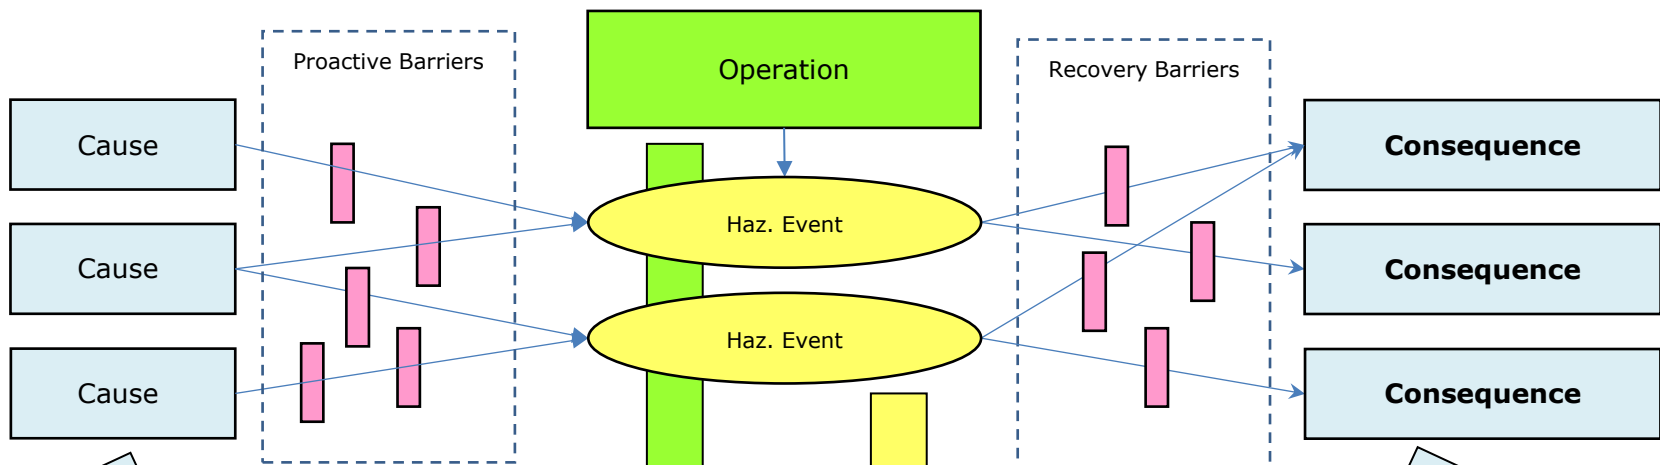 Proactive Barriers
Operation
Recovery Barriers
Cause
Consequence
Haz. Event
Cause
Consequence
Haz. Event
Cause
Consequence